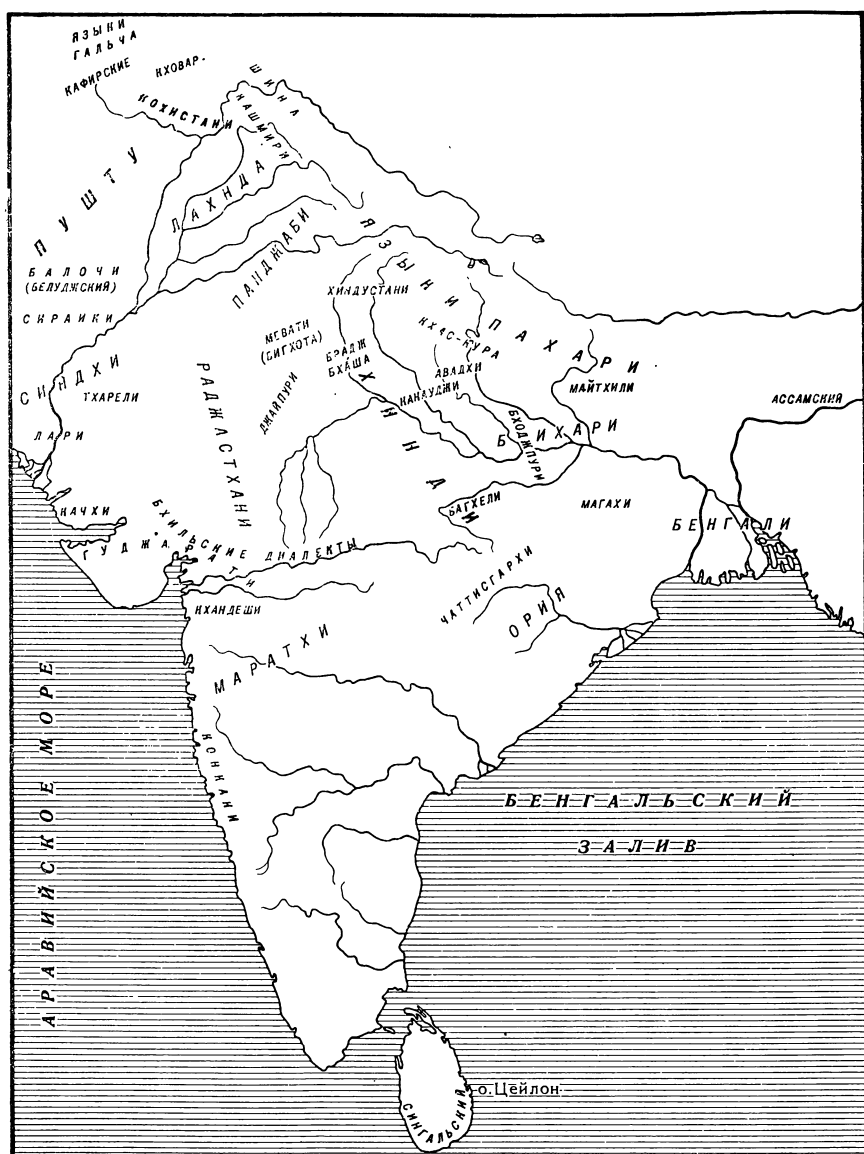 ЯЗЫКИ
ГАЛЬЧА
КАФИРСКИЕ
КХОВАР
ШИНА
КОХИСТАНИ
КАШМИРИ
ПУШТУ
ЛАХНДА
ПАНДЖАБИ
ЯЗЫКИ ПАХАРИ
БАЛОЧИ
(БЕЛУДЖСКИЙ)
ХИНДУСТАНИ
СИРАИКИ
КХАС-КУРА
МЕВАТИ
(БИГХОТА)
БРАДЖ
БХАША
СИНДХИ
ТХАРЕЛИ
РАДЖАСТХАНИ
ДЖАЙПУРИ
ХИНДИ
КАНАУДЖИ
АВАДХИ
МАЙТХИЛИ
АССАМСКИЙ
ЛАРИ
БИХАРИ
БХОДЖПУРИ
КАЧХИ
БХИЛЬСКИЕ ДИАЛЕКТЫ
БАГХЕЛИ
МАГАХИ
БЕНГАЛИ
ГУДЖАРАТИ
КХАНДЕШИ
ЧАТТИСГАРХИ
ОРИЯ
МАРАТХИ
КОНКАНИ
АРАВИЙСКОЕ МОРЕ
БЕНГАЛЬСКИЙ
ЗАЛИВ
о.Цейлон
СИНГАЛЬСКИЙ